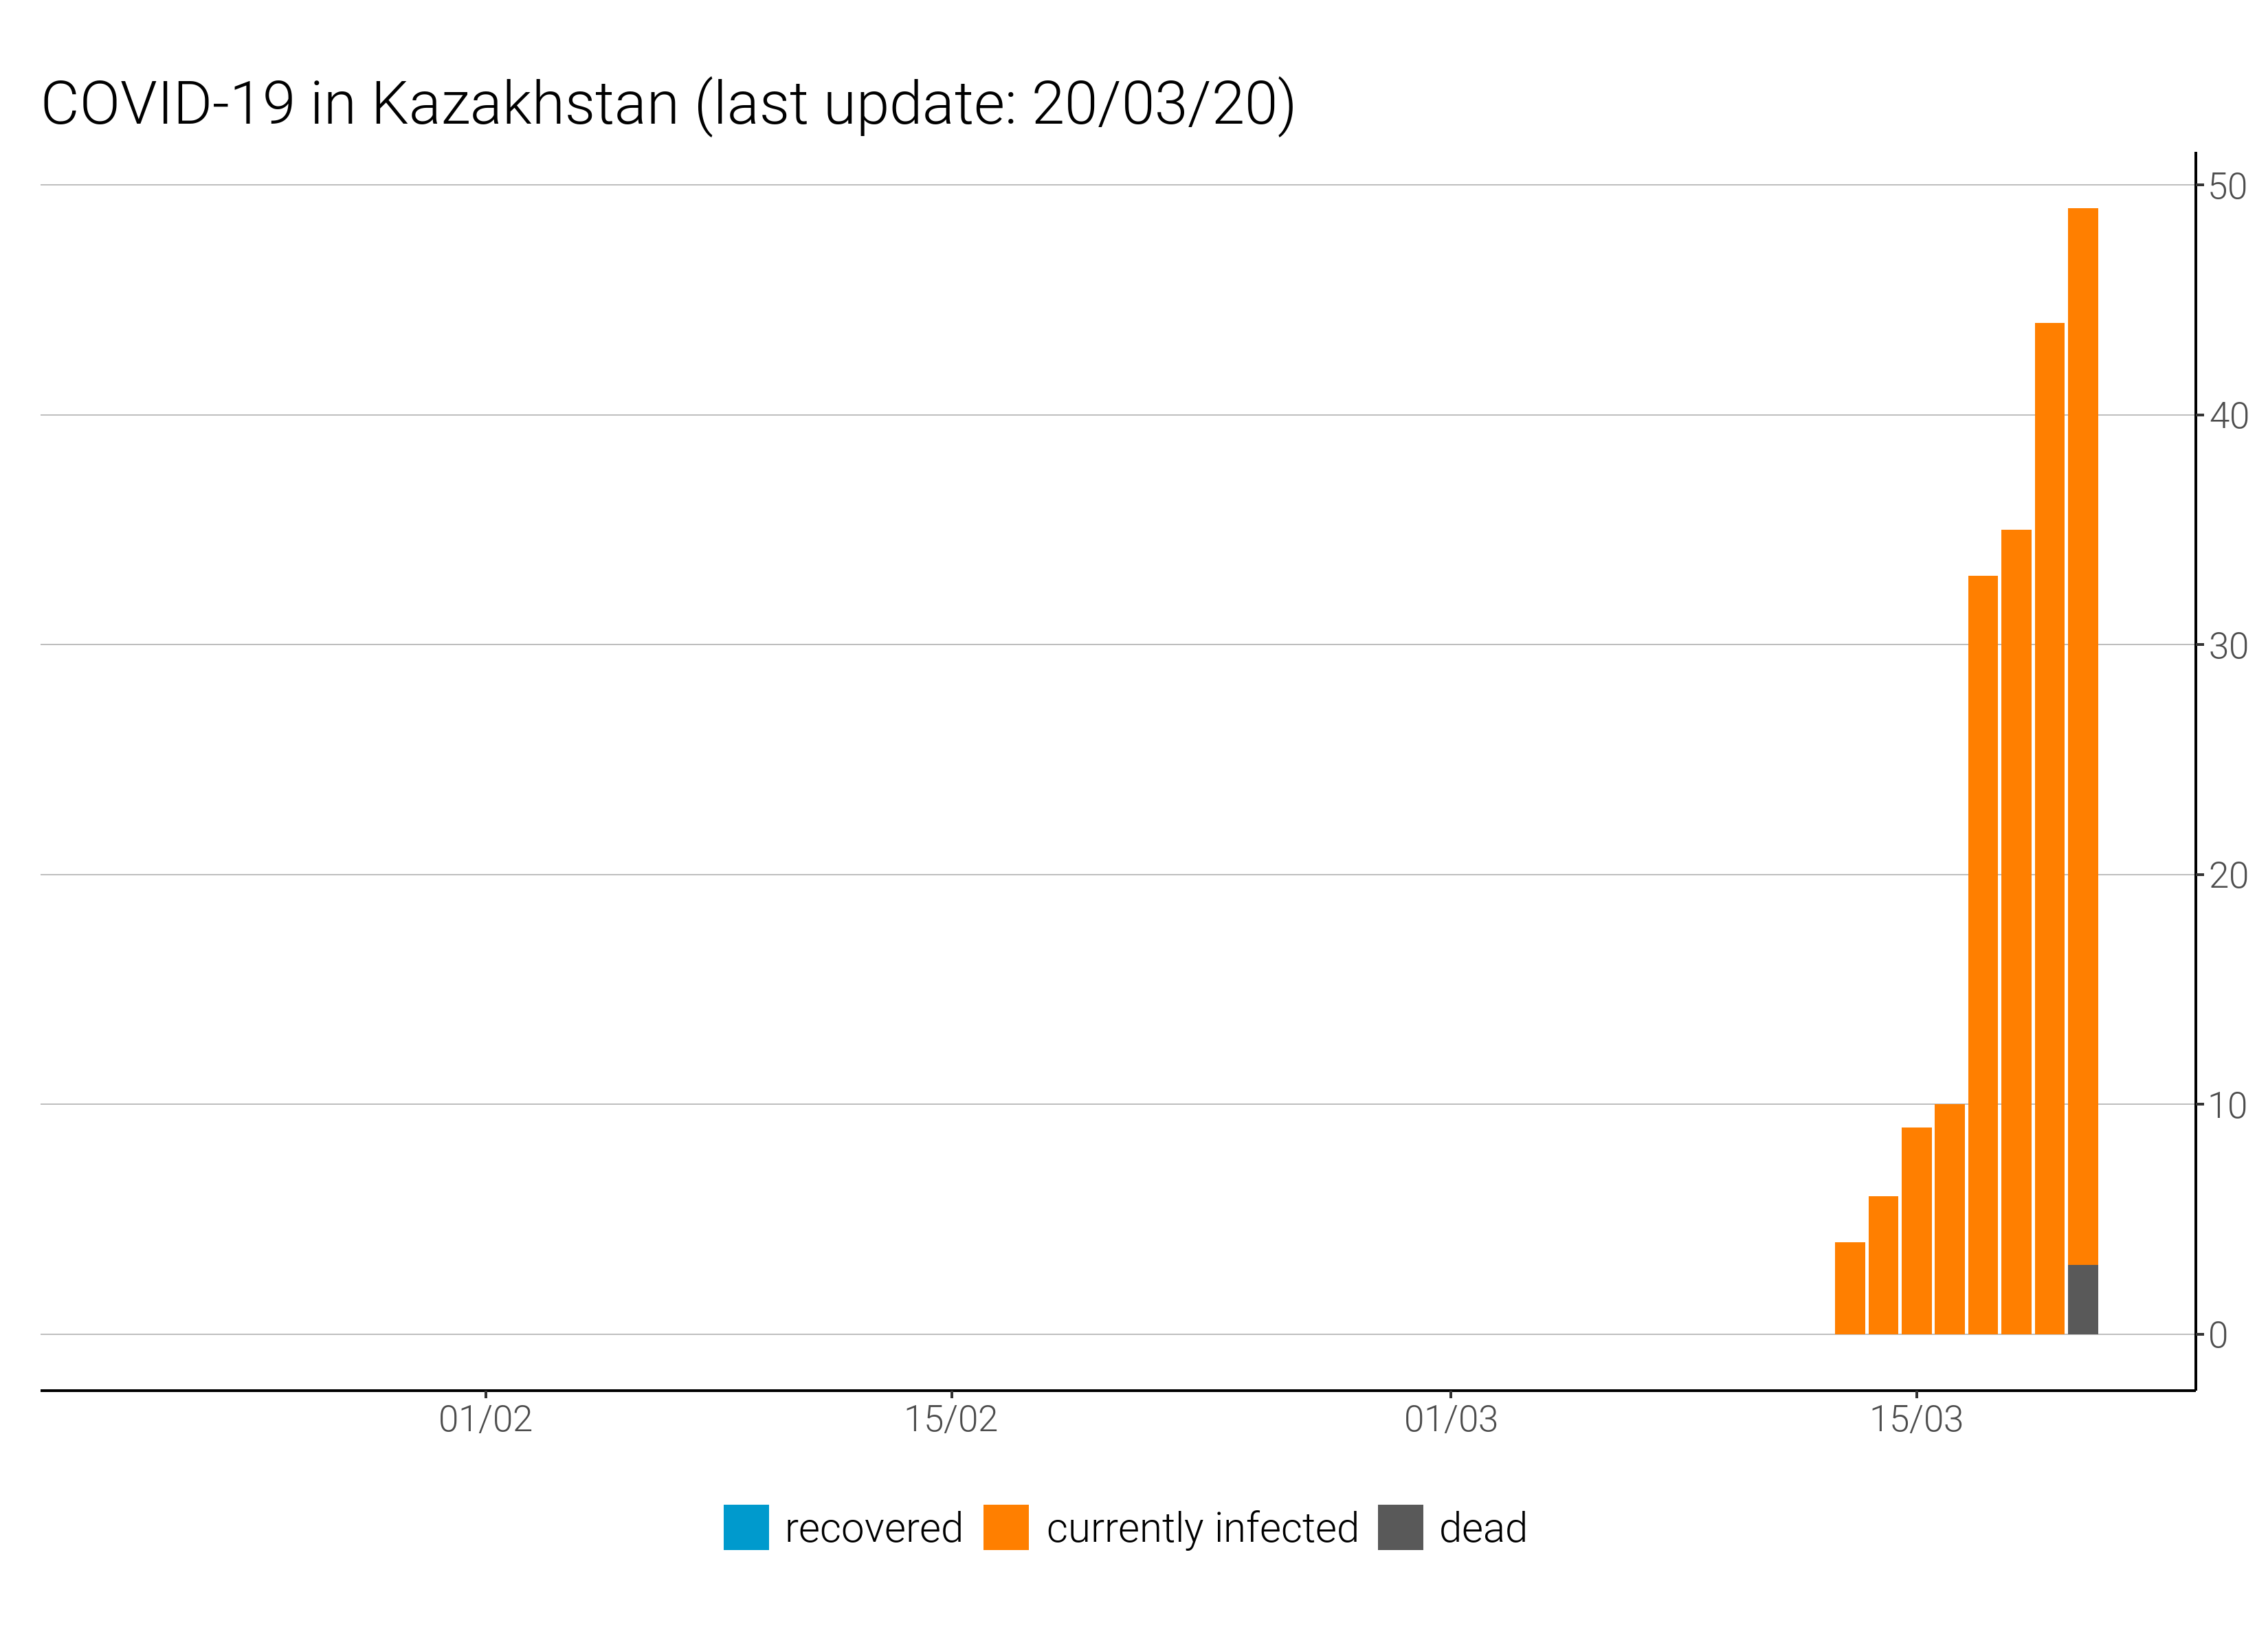 COVID-19 in Kazakhstan (last update: 20/03/20)
50
40
30
20
10
0
01/02 15/02 01/03 15/03
recovered currently infected dead